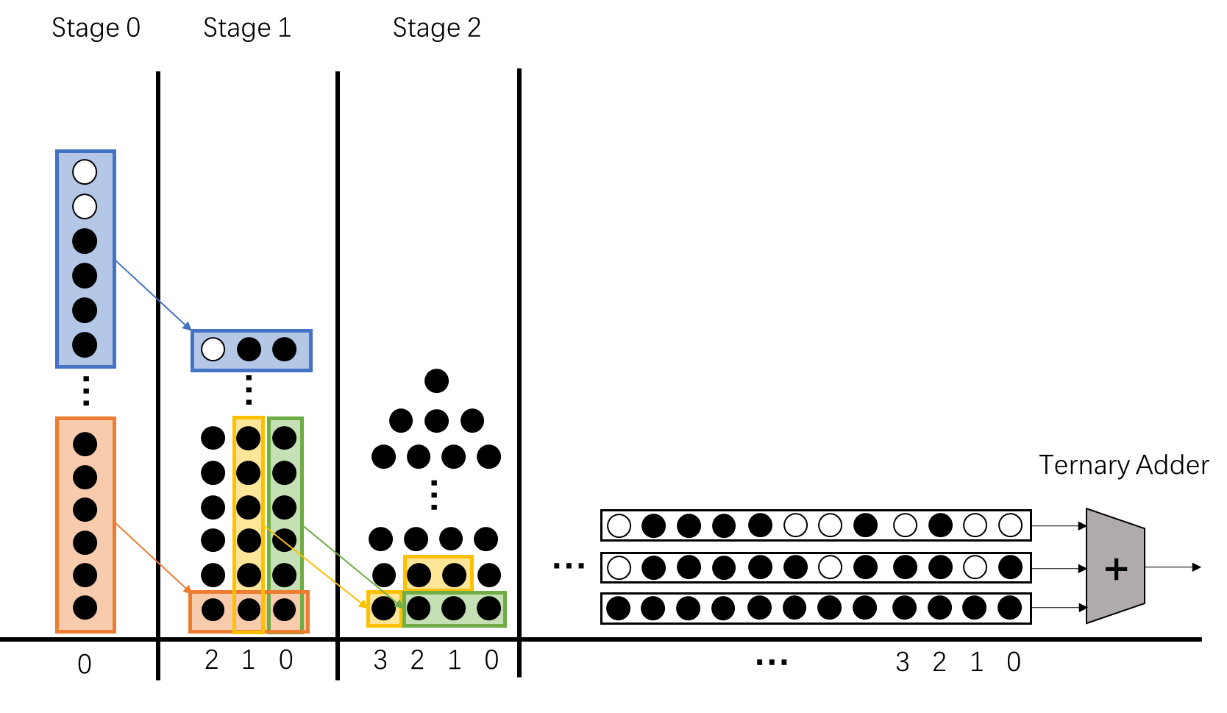 Stage 0 Stage 1 Stage 2
Ternary Adder
+
0 2 1 0 3 2 1 0 ... 3 2 1 0